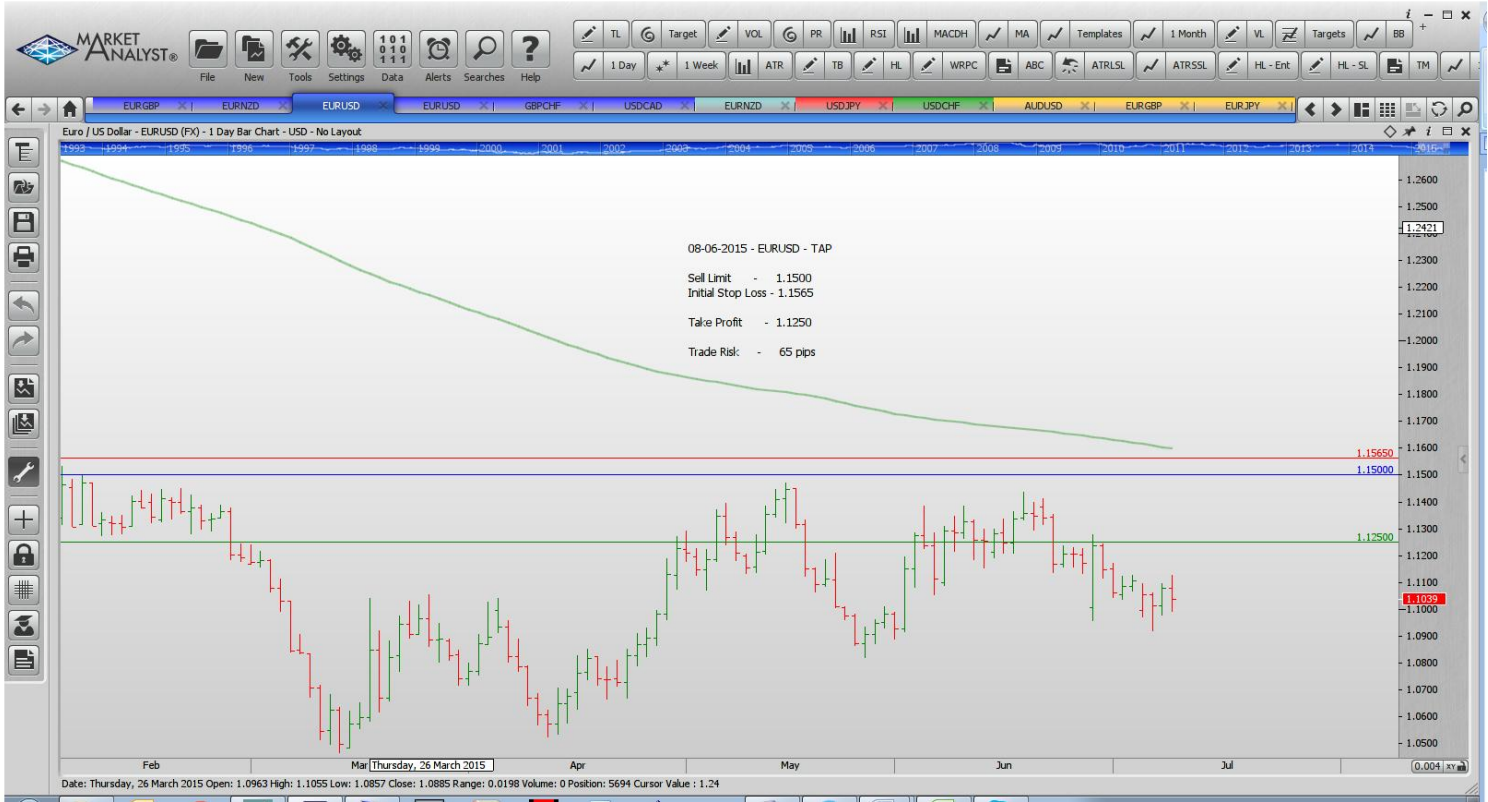 MARKET
ANALYST®
File New Tools Settings Data Alerts Searches Help
TL Target VOL PR RSI MACDH MA Templates 1 Month VL Targets BB
1 Day 1 Week ATR TB HL WRPC ABC ATRLSL ATRSSL HL - Ent HL - SL TM
EURGBP EURNZD EURUSD EURUSD GBPCHF USDCAD EURNZD USDJPY USDCHF AUDUSD EURGBP EURJPY
Euro / US Dollar - EURUSD (FX) - 1 Day Bar Chart - USD - No Layout
1993 1994 1995 1996 1997 1998 1999 2000 2001 2002 2003 2004 2005 2006 2007 2008 2009 2010 2011 2012 2013 2014 2015
08-06-2015 - EURUSD - TAP
Sell Limit - 1.1500
Initial Stop Loss - 1.1565
Take Profit - 1.1250
Trade Risk - 65 pips
1.2600
1.2500
1.2421
1.2300
1.2200
1.2100
1.2000
1.1900
1.1800
1.1700
1.1600
1.15650
1.1500
1.15000
1.1400
1.1300
1.12500
1.1200
1.1100
1.1039
1.1000
1.0900
1.0800
1.0700
1.0600
1.0500
Feb Mar Thursday, 26 March 2015 Apr May Jun Jul 0.004 XY
Date: Thursday, 26 March 2015 Open: 1.0963 High: 1.1055 Low: 1.0857 Close: 1.0885 Range: 0.0198 Volume: 0 Position: 5694 Cursor Value : 1.24